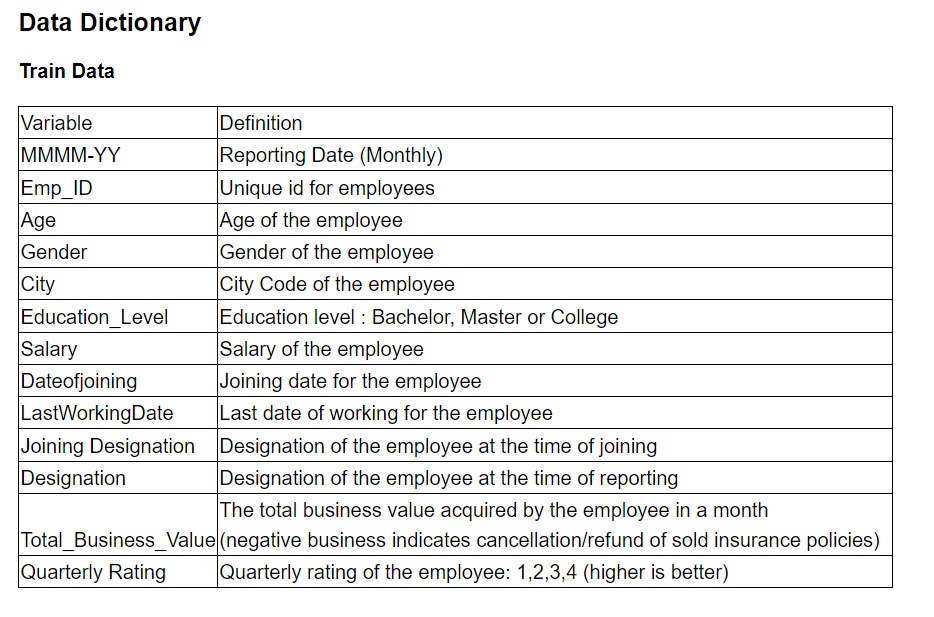 Data Dictionary
Train Data
Variable Definition
MMMM-YY Reporting Date (Monthly)
Emp_ID Unique id for employees
Age Age of the employee
Gender Gender of the employee
City City Code of the employee
Education_Level Education level : Bachelor, Master or College
Salary Salary of the employee
Dateofjoining Joining date for the employee
LastWorkingDate Last date of working for the employee
Joining Designation Designation of the employee at the time of joining
Designation Designation of the employee at the time of reporting
The total business value acquired by the employee in a month
Total_Business_Value (negative business indicates cancellation/refund of sold insurance policies)
Quarterly Rating Quarterly rating of the employee: 1,2,3,4 (higher is better)